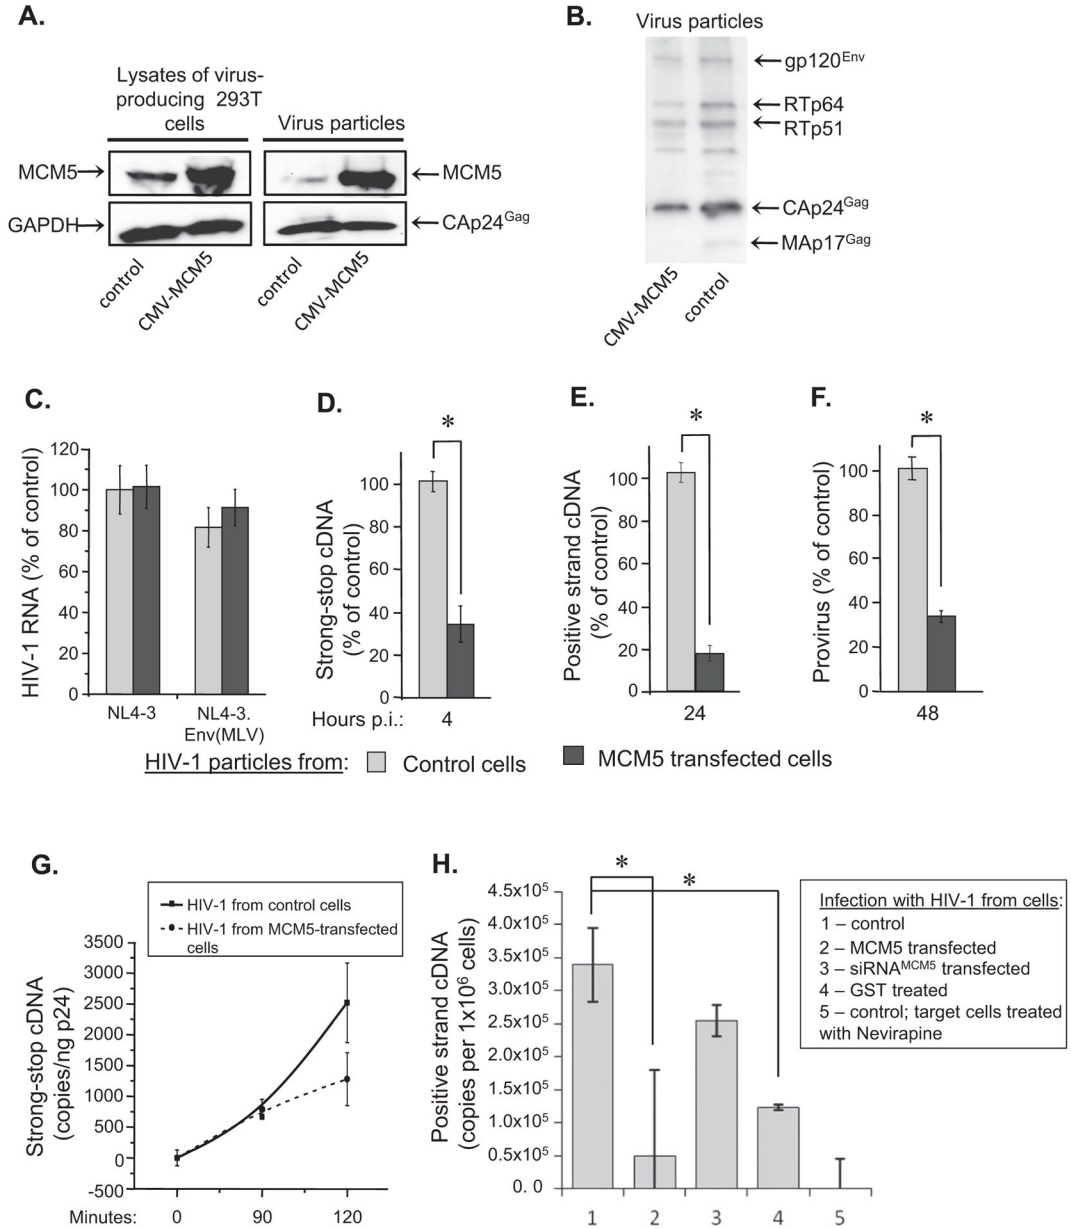 A.
Lysates of virus-
producing 293T
cells
Virus particles
MCM5
MCM5
GAPDH
CAp24Gag
control
CMV-MCM5
control
CMV-MCM5
B.
Virus particles
gp120Env
RTp64
RTp51
CAp24Gag
MAp17Gag
CMV-MCM5
control
C.
HIV-1 RNA (% of control)
120
100
80
60
40
20
0
NL4-3
NL4-3.
Env(MLV)
D.
*
Strong-stop cDNA
(% of control)
100
80
60
40
20
0
Hours p.i.:
4
E.
*
Positive strand cDNA
(% of control)
100
80
60
40
20
0
24
F.
*
Provirus (% of control)
100
80
60
40
20
0
48
HIV-1 particles from:
Control cells
MCM5 transfected cells
G.
HIV-1 from control cells
HIV-1 from MCM5-transfected
cells
Strong-stop cDNA
(copies/ng p24)
3500
3000
2500
2000
1500
1000
500
0
-500
Minutes:
0
90
120
H.
*
*
Positive strand cDNA
(copies per 1x10⁶ cells)
4.5x10⁵
4.0x10⁵
3.5x10⁵
3.0x10⁵
2.5x10⁵
2.0x10⁵
1.5x10⁵
1.0x10⁵
0.5x10⁵
0. 0
1
2
3
4
5
Infection with HIV-1 from cells:
1 – control
2 – MCM5 transfected
3 – siRNAMCM5 transfected
4 – GST treated
5 – control; target cells treated
with Nevirapine